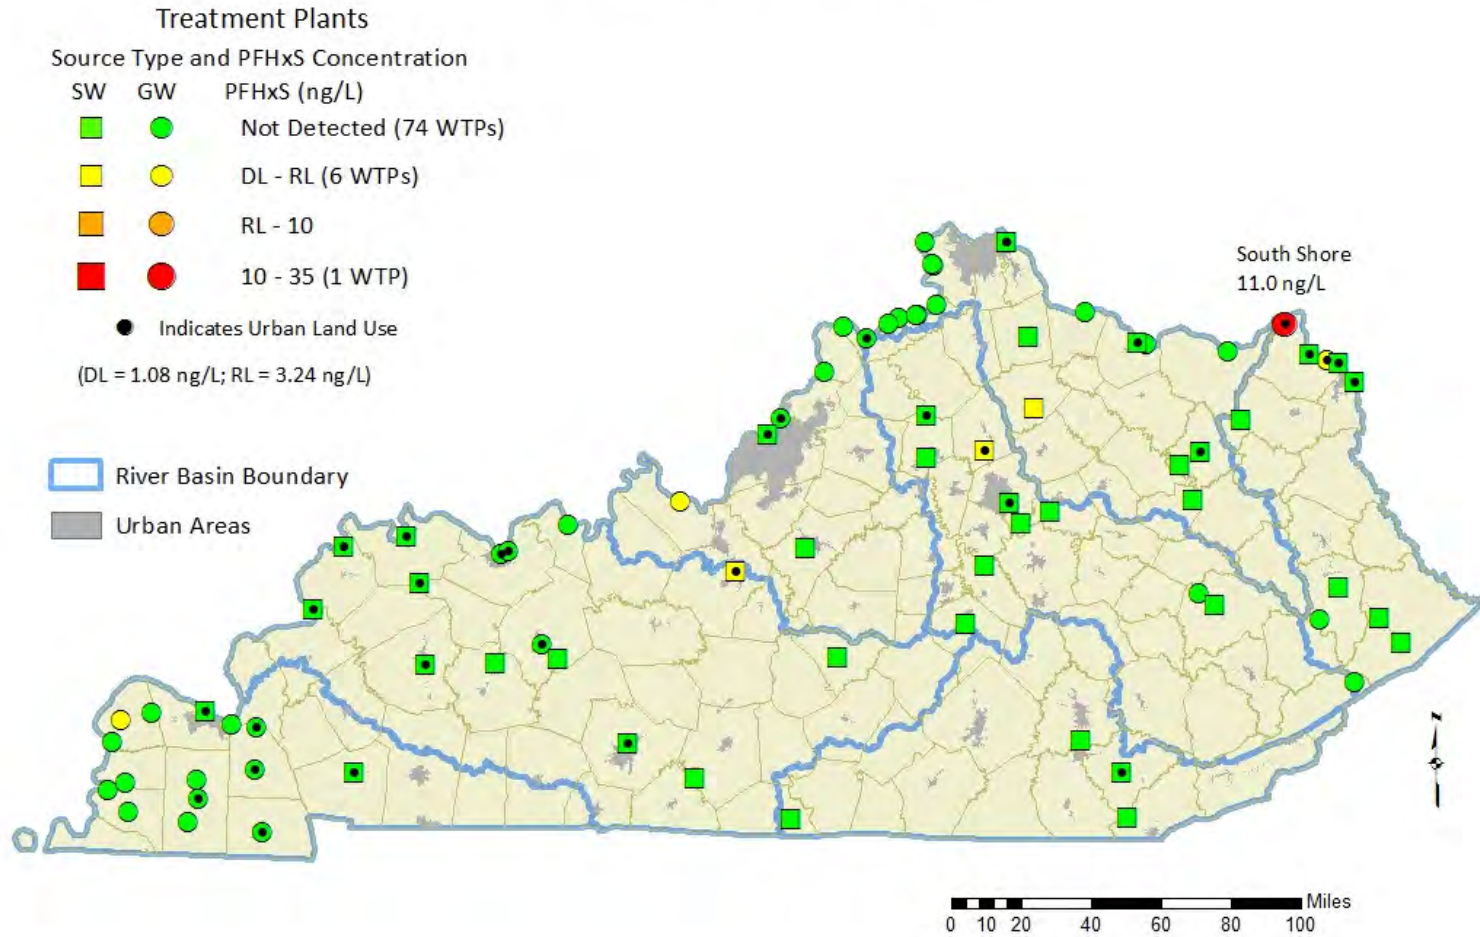 Treatment Plants
Source Type and PFHxS Concentration
SW GW PFHxS (ng/L)
Not Detected (74 WTPs)
DL - RL (6 WTPs)
RL - 10
10 - 35 (1 WTP)
Indicates Urban Land Use
(DL = 1.08 ng/L; RL = 3.24 ng/L)
River Basin Boundary
Urban Areas
South Shore
11.0 ng/L
N
Miles
0 10 20 40 60 80 100